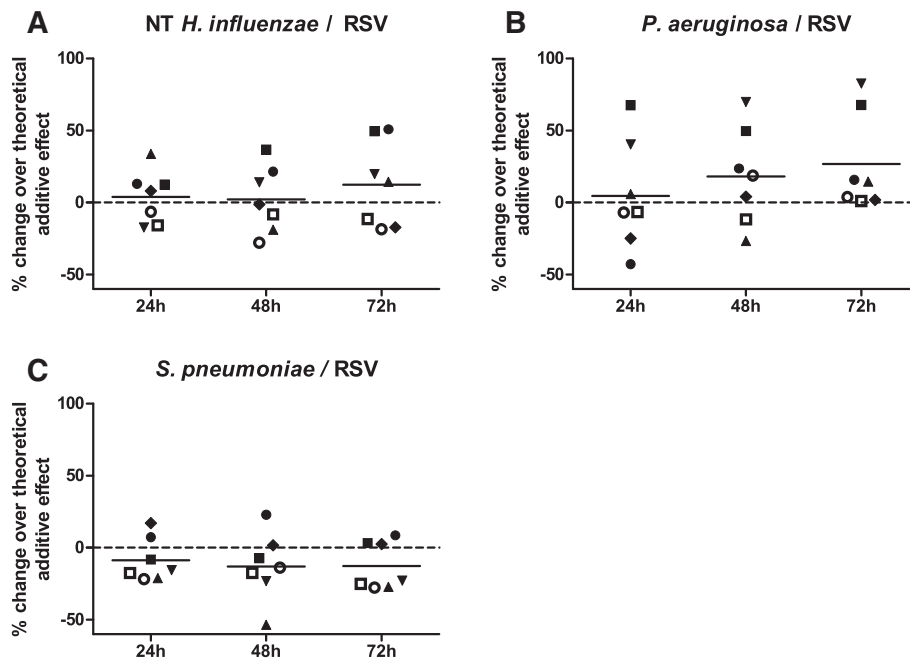 A
NT H. influenzae / RSV
% change over theoretical
additive effect
100
50
0
-50
24h
48h
72h
B
P. aeruginosa / RSV
% change over theoretical
additive effect
100
50
0
-50
24h
48h
72h
C
S. pneumoniae / RSV
% change over theoretical
additive effect
100
50
0
-50
24h
48h
72h